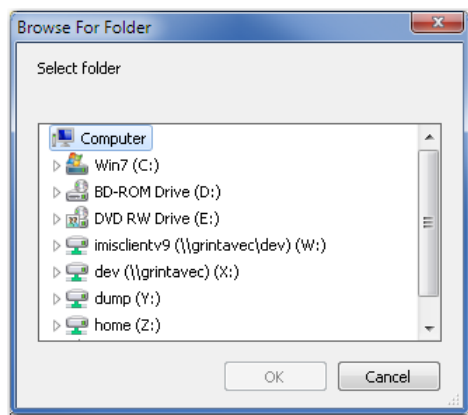 Browse For Folder
Select folder
Computer
Win7 (C:)
BD-ROM Drive (D:)
DVD RW Drive (E:)
imisclientv9 (\\grintavec\dev) (W:)
dev (\\grintavec) (X:)
dump (Y:)
home (Z:)
OK
Cancel